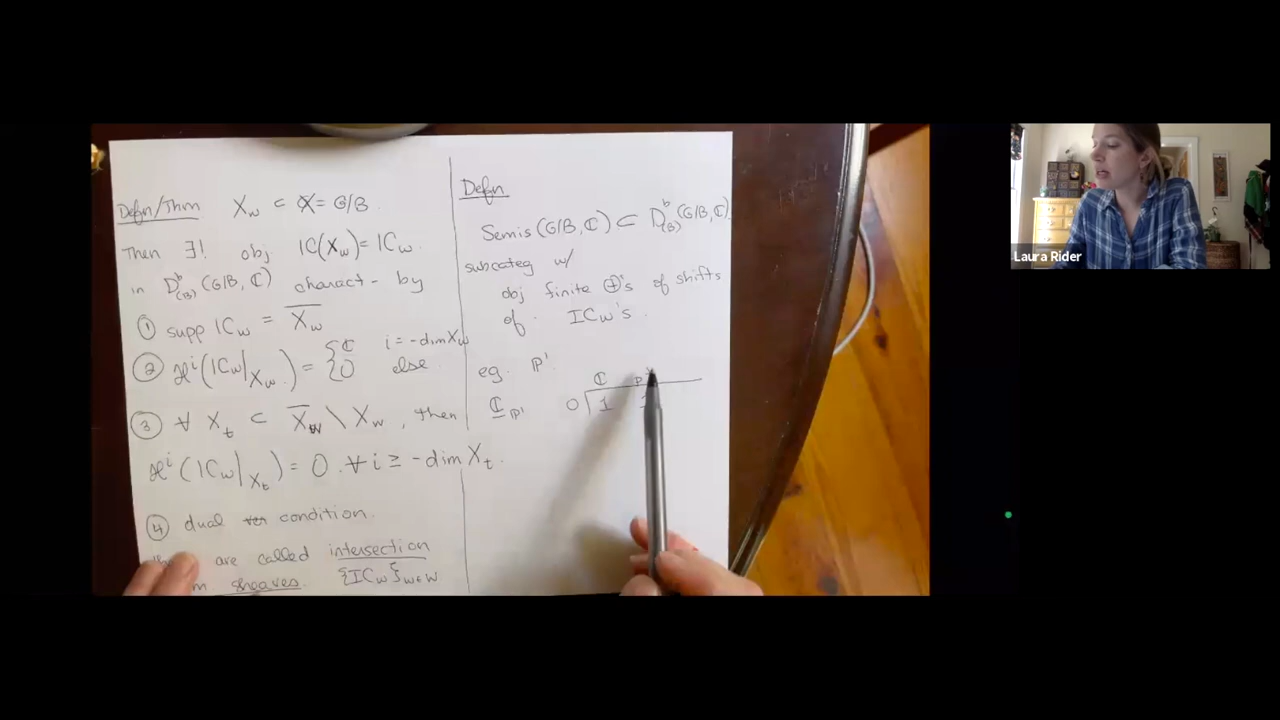 Defn/Thm X_w ⊂ X = G/B.
Then ∃! obj IC(X_w) = IC_w.
in D^b_(B)(G/B, ℂ) charact- by
① supp IC_w = \overline{X_w}
② ℋ^i(IC_w|_{X_w}) = { ℂ i = -dim X_w
0 else.
③ ∀ X_t ⊂ \overline{X_w} \ X_w, then
ℋ^i(IC_w|_{X_t}) = 0. ∀ i ≥ -dim X_t.
④ dual condition.
are called intersection
sheaves. {IC_w}_{w∈W}
Defn
Semis(G/B, ℂ) ⊂ D^b_(B)(G/B, ℂ).
subcateg w/
obj finite ⊕'s of shifts
of IC_w's.
eg. ℙ^1.
ℂ
\underline{ℂ}_{ℙ^1} 0 1
Laura Rider